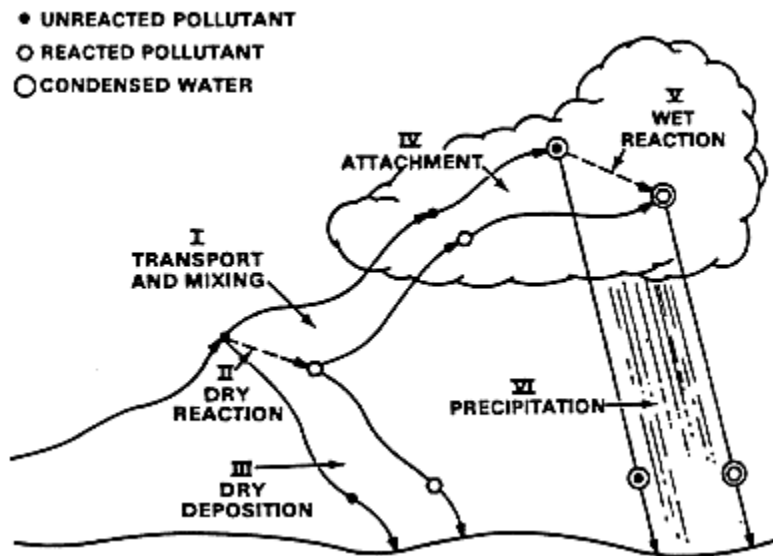 UNREACTED POLLUTANT
REACTED POLLUTANT
CONDENSED WATER
V
WET
REACTION
IV
ATTACHMENT
I
TRANSPORT
AND MIXING
II
DRY
REACTION
VI
PRECIPITATION
III
DRY
DEPOSITION